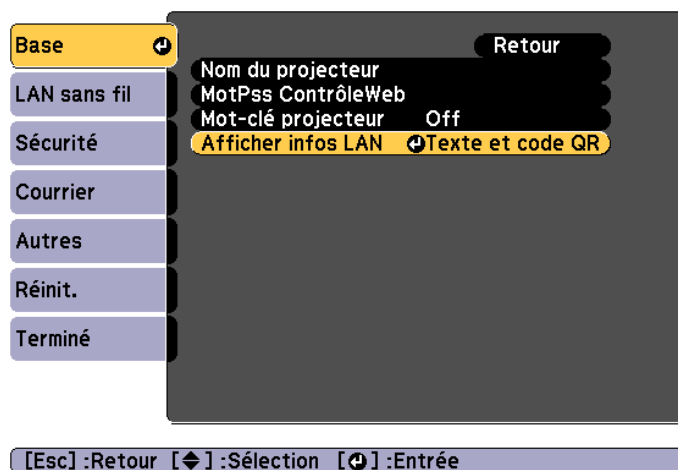 Base
LAN sans fil
Sécurité
Courrier
Autres
Réinit.
Terminé
Retour
Nom du projecteur
MotPss ContrôleWeb
Mot-clé projecteur Off
Afficher infos LAN Texte et code QR
[Esc] :Retour [◆] :Sélection [⏎] :Entrée